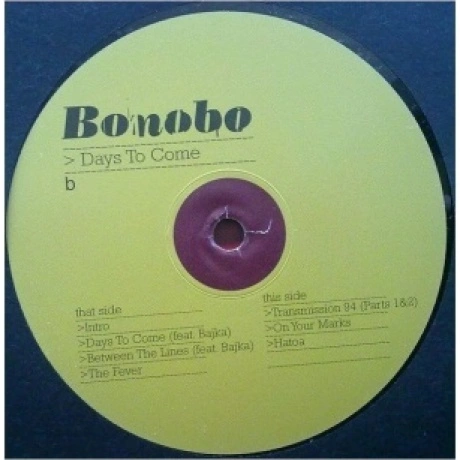 Bonobo
> Days To Come
b
that side
>Intro
>Days To Come (feat. Bajka)
>Between The Lines (feat. Bajka)
>The Fever
this side
>Transmission 94 (Parts 1&2)
>On Your Marks
>Hatoa